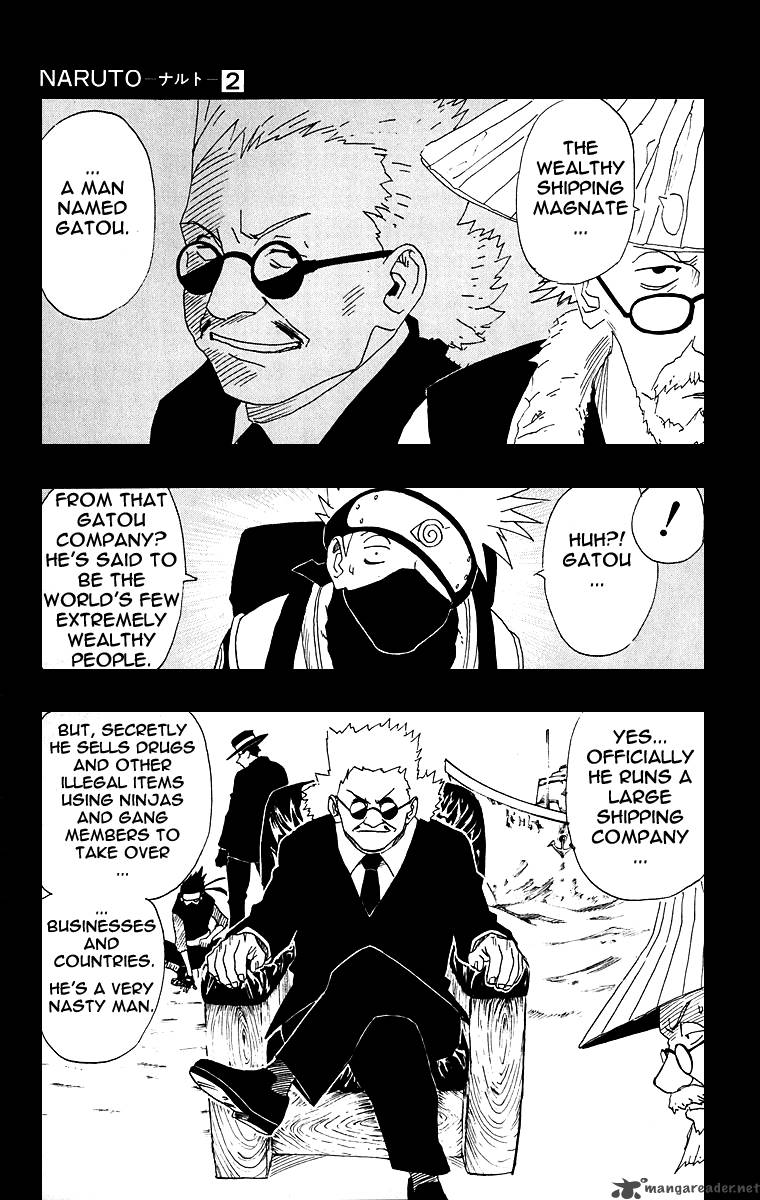 NARUTO—ナルト—2
THE
WEALTHY
SHIPPING
MAGNATE
...
...
A MAN
NAMED
GATOU.
!
HUH?!
GATOU
...
FROM THAT
GATOU
COMPANY?
HE'S SAID TO
BE THE
WORLD'S FEW
EXTREMELY
WEALTHY
PEOPLE.
YES...
OFFICIALLY
HE RUNS A
LARGE
SHIPPING
COMPANY
...
BUT, SECRETLY
HE SELLS DRUGS
AND OTHER
ILLEGAL ITEMS
USING NINJAS
AND GANG
MEMBERS TO
TAKE OVER
...
...
BUSINESSES
AND
COUNTRIES.
HE'S A VERY
NASTY MAN.
mangareader.net